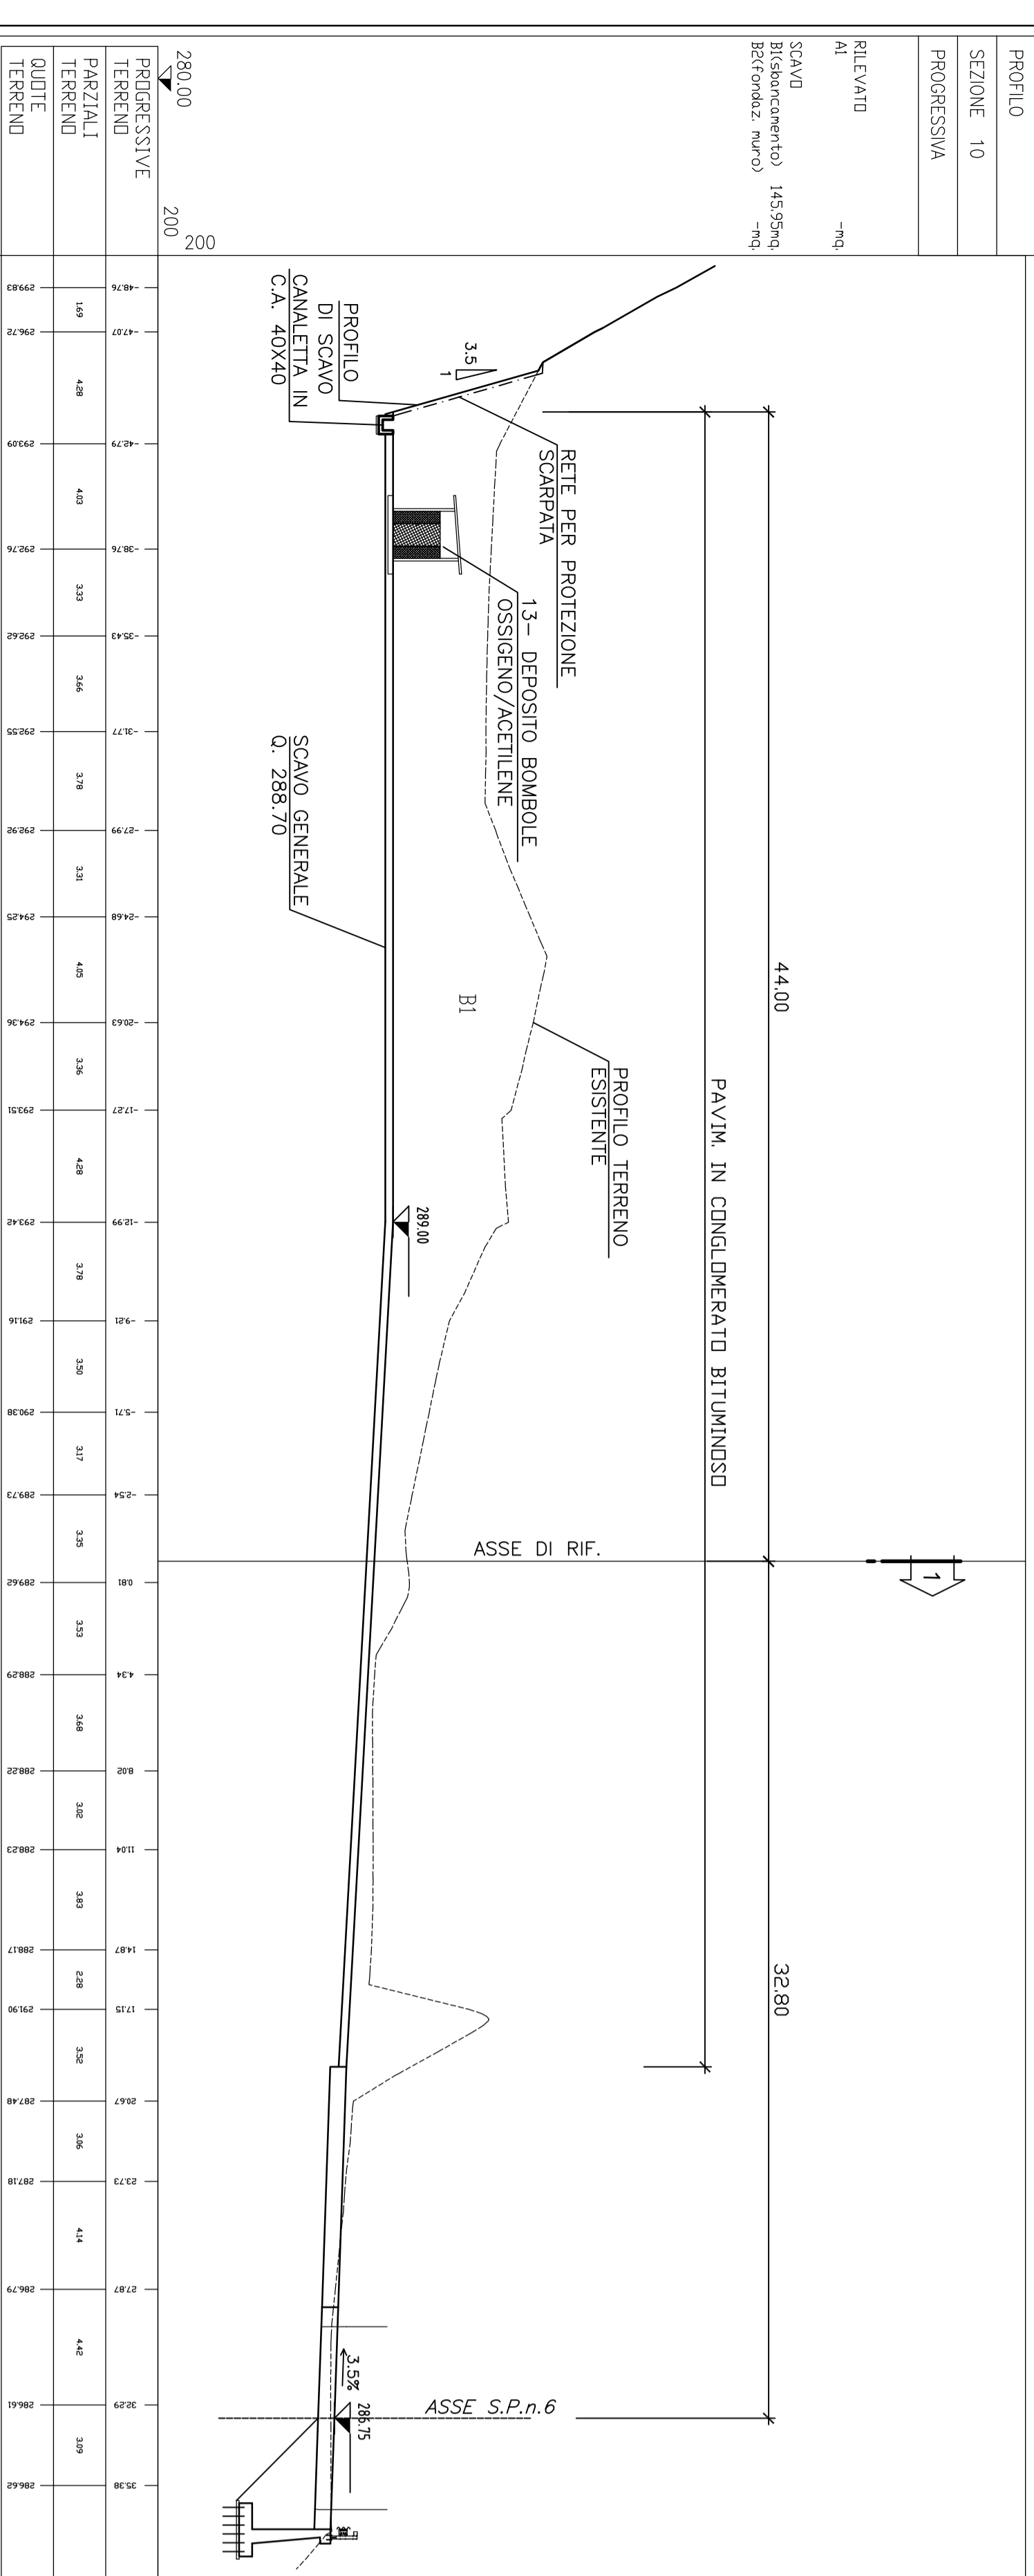 PROFILO
SEZIONE 10
PROGRESSIVA
RILEVATO
A1 -mq.
SCAVO
B1(sbancamento) 145.95mq.
B2(fondaz. muro) -mq.
280.00
200
200
44.00
32.80
PAVIM. IN CONGLOMERATO BITUMINOSO
1
ASSE DI RIF.
PROFILO TERRENO
ESISTENTE
RETE PER PROTEZIONE
SCARPATA
13- DEPOSITO BOMBOLE
OSSIGENO/ACETILENE
3.5
1
B1
289.00
PROFILO
DI SCAVO
CANALETTA IN
C.A. 40X40
SCAVO GENERALE
Q. 288.70
ASSE S.P.n.6
3.5%
286.75
PROGRESSIVE
TERRENO
-48.76 -47.07 -42.79 -38.76 -35.43 -31.77 -27.99 -24.68 -20.63 -17.27 -12.99 -9.21 -5.71 -2.54 0.81 4.34 8.02 11.04 14.87 17.15 20.67 23.73 27.87 32.29 35.38
PARZIALI
TERRENO
1.69 4.28 4.03 3.33 3.66 3.78 3.31 4.05 3.36 4.28 3.78 3.50 3.17 3.35 3.53 3.68 3.02 3.83 2.28 3.52 3.06 4.14 4.42 3.09
QUOTE
TERRENO
299.83 296.72 293.09 292.76 292.62 292.55 292.92 294.25 294.36 293.51 293.42 291.16 290.38 289.73 289.62 288.29 288.22 288.23 288.17 291.90 287.48 287.18 286.79 286.61 286.62